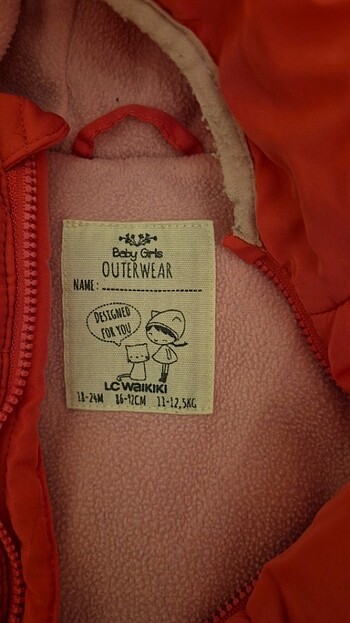 Baby Girls
OUTERWEAR
NAME:
DESIGNED
FOR YOU
LC WAIKIKI
18-24M 86-92CM 11-12,5KG